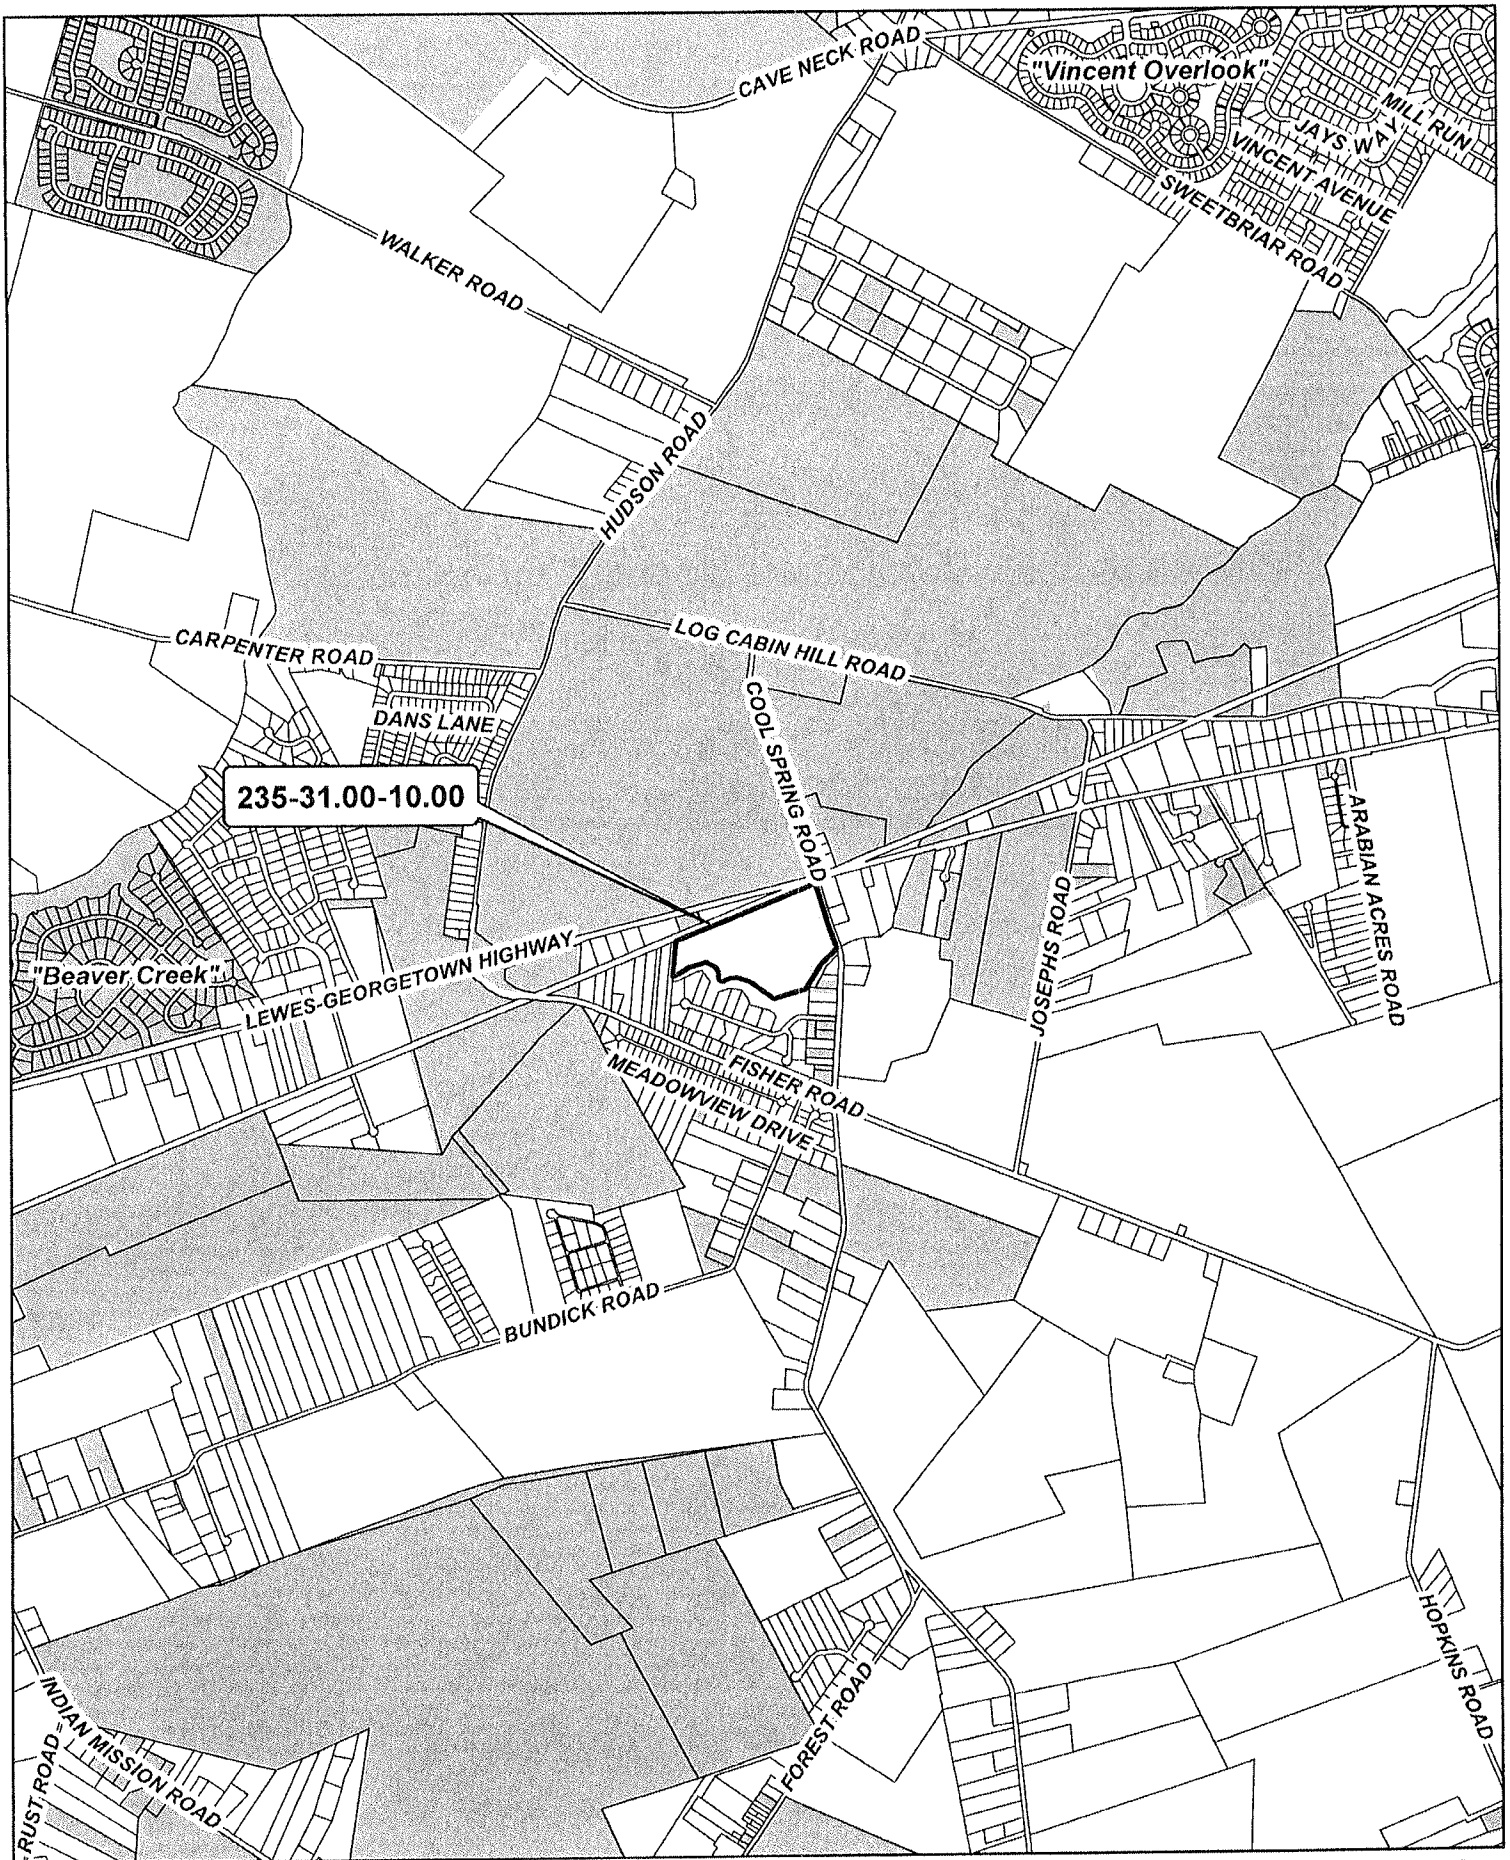 CAVE NECK ROAD
"Vincent Overlook"
MILL RUN
JAYS WAY
VINCENT AVENUE
SWEETBRIAR ROAD
WALKER ROAD
HUDSON ROAD
LOG CABIN HILL ROAD
CARPENTER ROAD
COOL SPRING ROAD
DANS LANE
235-31.00-10.00
ARABIAN ACRES ROAD
JOSEPHS ROAD
"Beaver Creek"
LEWES-GEORGETOWN HIGHWAY
FISHER ROAD
MEADOWVIEW DRIVE
BUNDICK ROAD
HOPKINS ROAD
FOREST ROAD
INDIAN MISSION ROAD
RUST ROAD